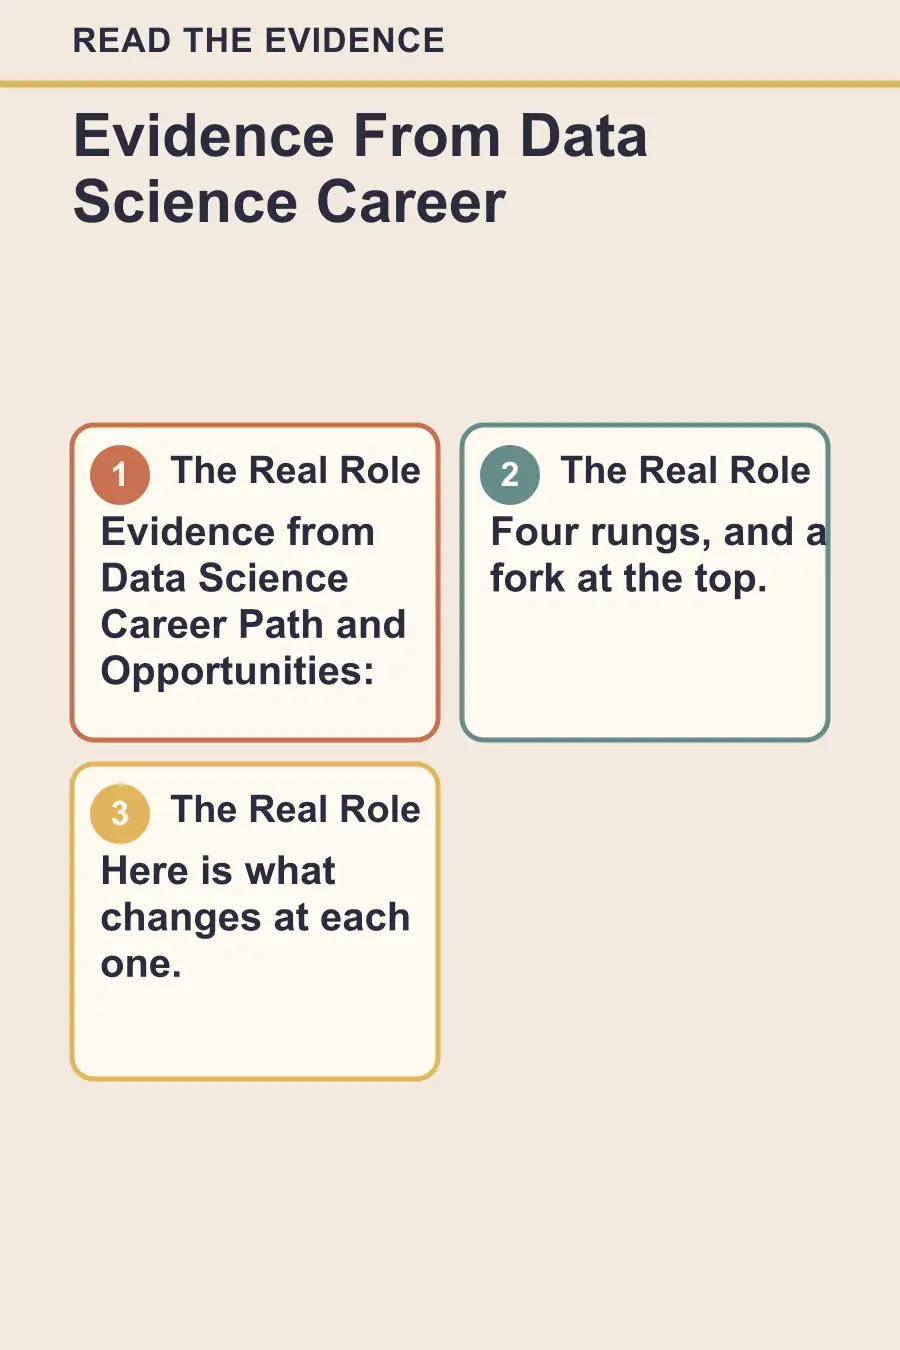 READ THE EVIDENCE
Evidence From Data
Science Career
1 The Real Role
Evidence from
Data Science
Career Path and
Opportunities:
2 The Real Role
Four rungs, and a
fork at the top.
3 The Real Role
Here is what
changes at each
one.